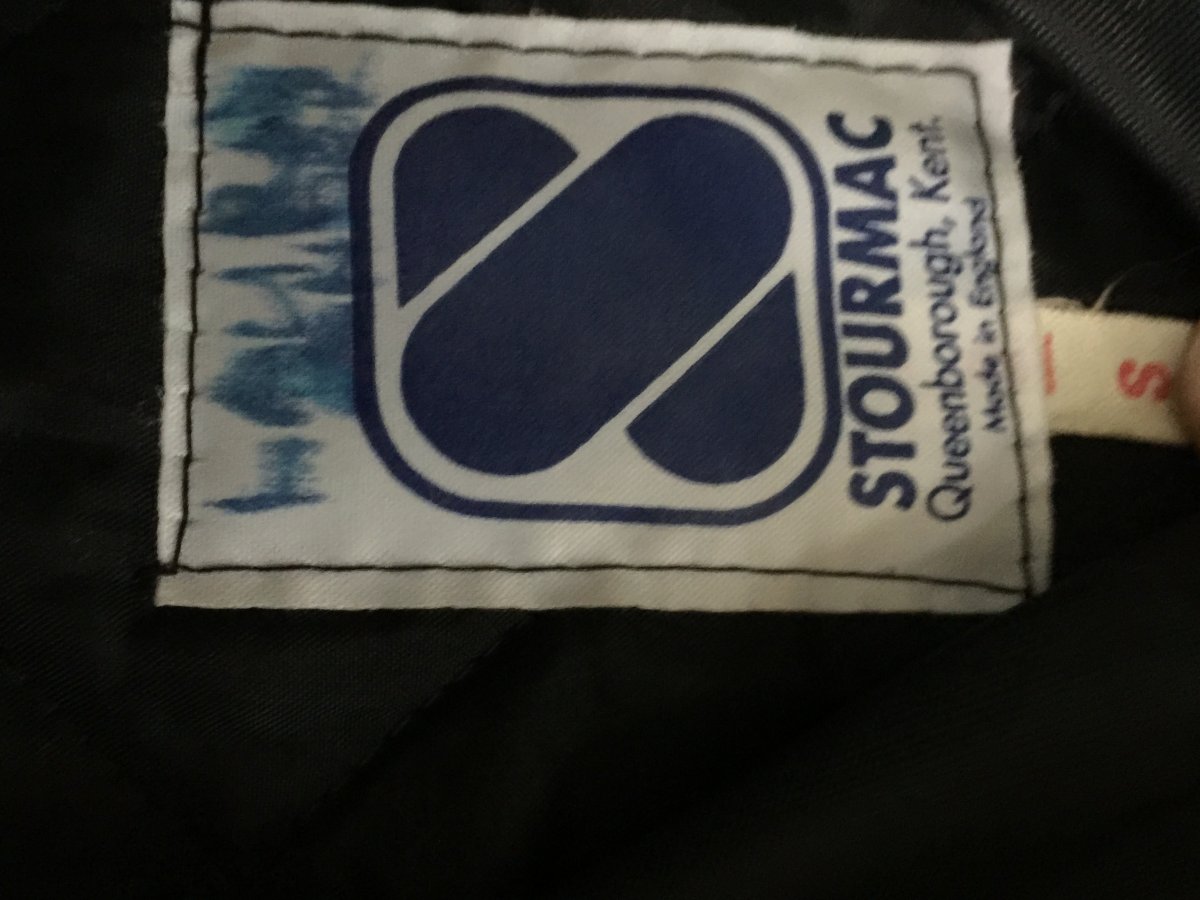 STOURMAC
Queenborough, Kent.
Made in England
S